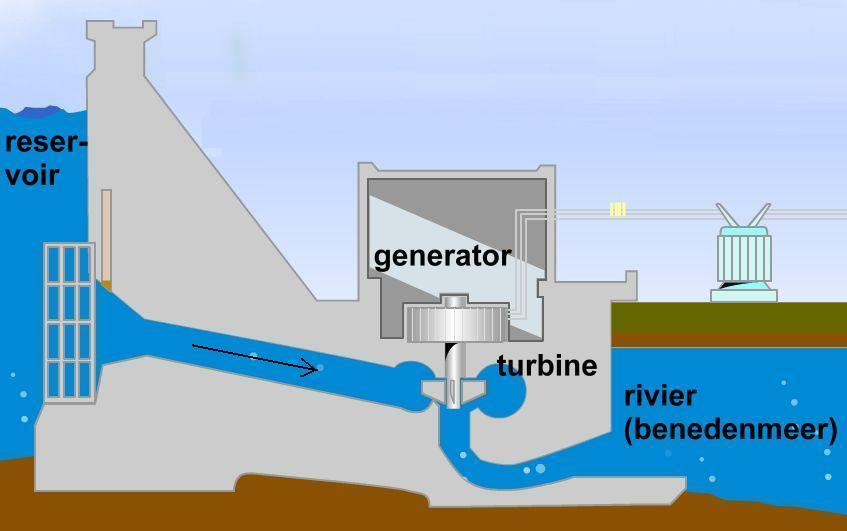 reser-
voir
generator
turbine
rivier
(benedenmeer)